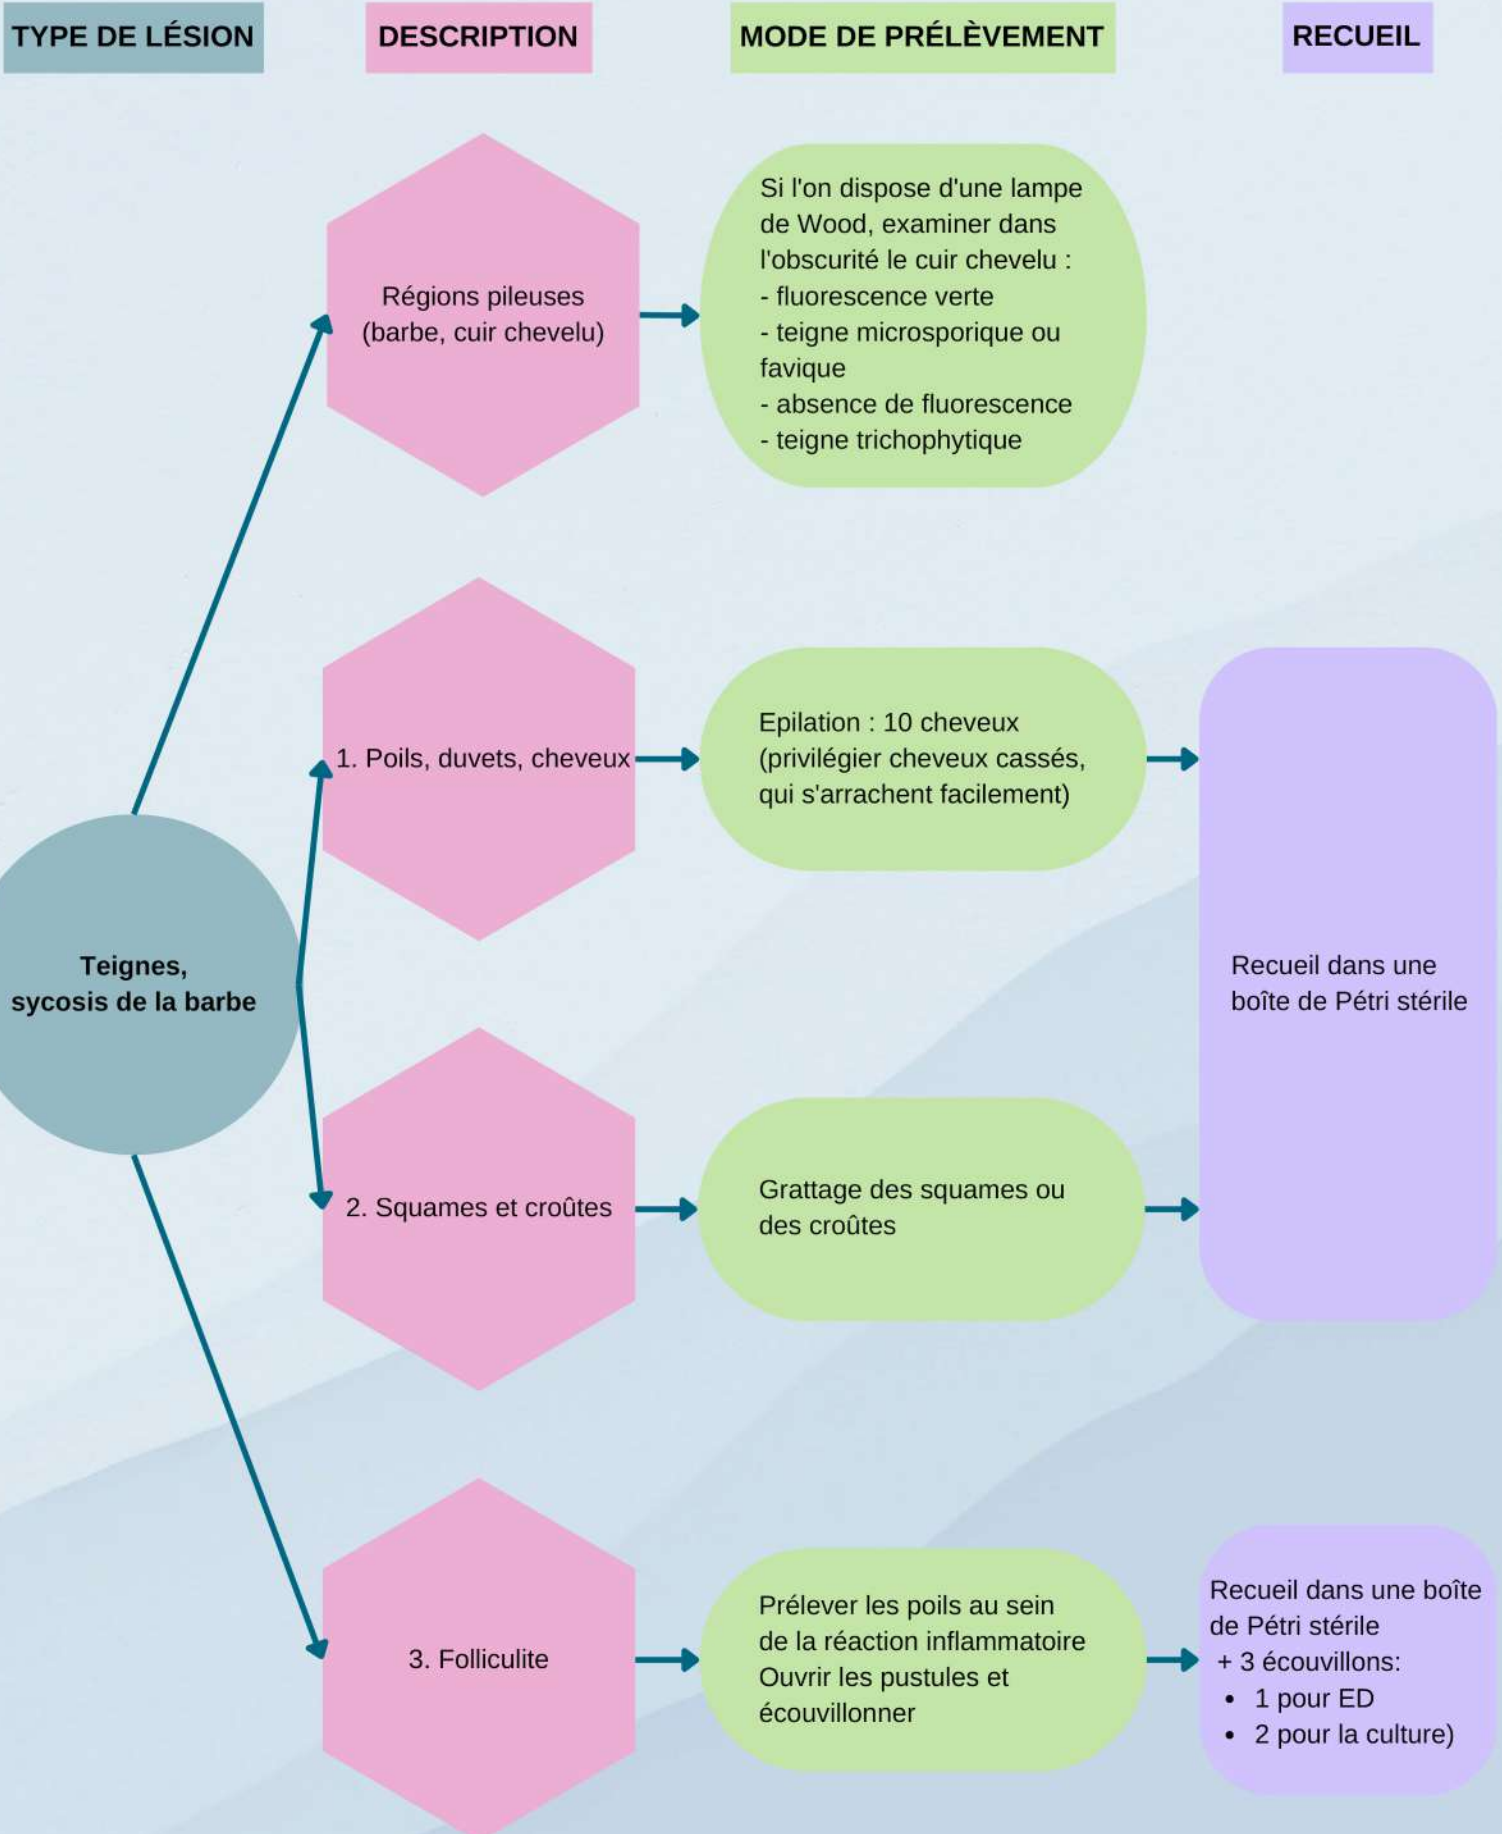 TYPE DE LÉSION
DESCRIPTION
MODE DE PRÉLÈVEMENT
RECUEIL
Régions pileuses
(barbe, cuir chevelu)
Si l'on dispose d'une lampe
de Wood, examiner dans
l'obscurité le cuir chevelu :
- fluorescence verte
- teigne microsporique ou
favique
- absence de fluorescence
- teigne trichophytique
Teignes,
sycosis de la barbe
1. Poils, duvets, cheveux
Epilation : 10 cheveux
(privilégier cheveux cassés,
qui s'arrachent facilement)
Recueil dans une
boîte de Pétri stérile
2. Squames et croûtes
Grattage des squames ou
des croûtes
3. Folliculite
Prélever les poils au sein
de la réaction inflammatoire
Ouvrir les pustules et
écouvillonner
Recueil dans une boîte
de Pétri stérile
+ 3 écouvillons:
• 1 pour ED
• 2 pour la culture)